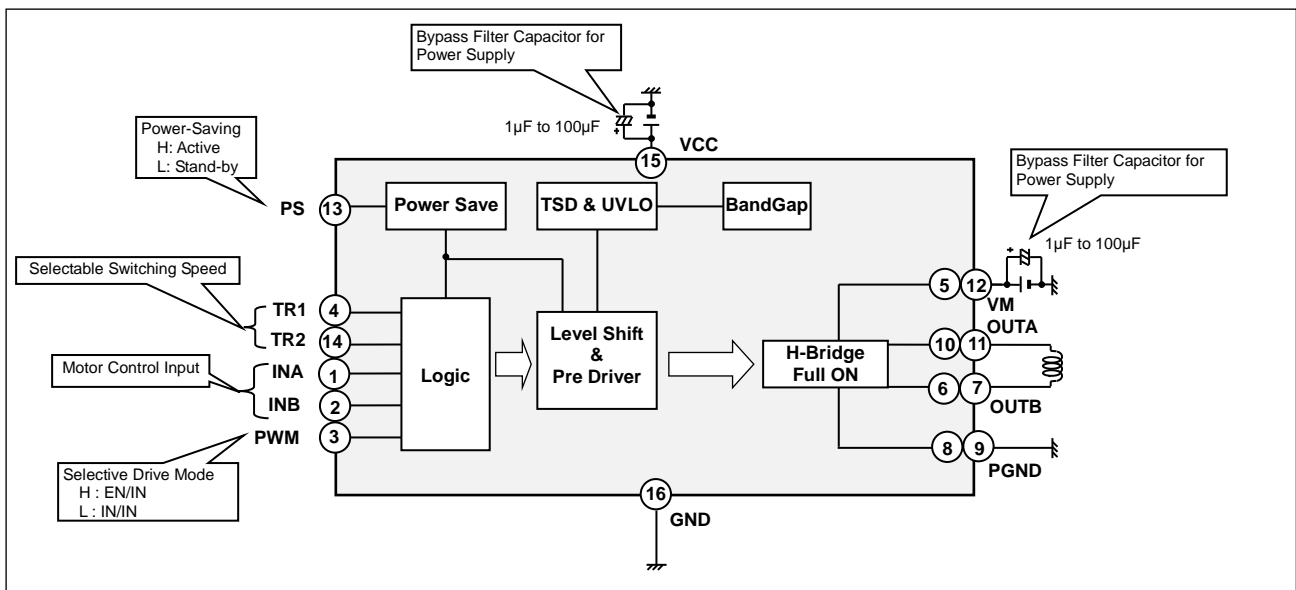 Bypass Filter Capacitor for
Power Supply
1µF to 100µF
+
VCC
15
Power-Saving
H: Active
L: Stand-by
PS
13
Power Save
TSD & UVLO
BandGap
Bypass Filter Capacitor for
Power Supply
1µF to 100µF
+
Selectable Switching Speed
TR1
4
TR2
14
Motor Control Input
INA
1
INB
2
PWM
3
Selective Drive Mode
H : EN/IN
L : IN/IN
Logic
Level Shift
&
Pre Driver
H-Bridge
Full ON
5
12
VM
OUTA
10
11
6
7
OUTB
8
9
PGND
16
GND